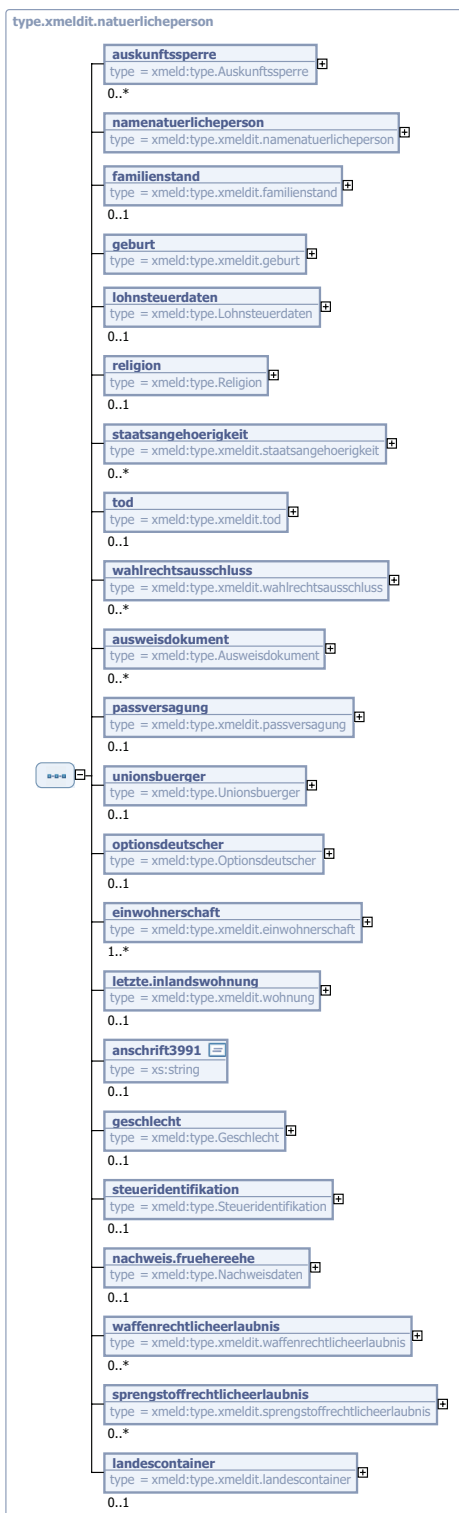 type.xmeldit.natuerlicheperson
auskunftssperre
type = xmeld:type.Auskunftssperre
0..*
namenatuerlicheperson
type = xmeld:type.xmeldit.namenatuerlicheperson
familienstand
type = xmeld:type.xmeldit.familienstand
0..1
geburt
type = xmeld:type.xmeldit.geburt
lohnsteuerdaten
type = xmeld:type.Lohnsteuerdaten
0..1
religion
type = xmeld:type.Religion
0..1
staatsangehoerigkeit
type = xmeld:type.xmeldit.staatsangehoerigkeit
0..*
tod
type = xmeld:type.xmeldit.tod
0..1
wahlrechtsausschluss
type = xmeld:type.xmeldit.wahlrechtsausschluss
0..*
ausweisdokument
type = xmeld:type.Ausweisdokument
0..*
passversagung
type = xmeld:type.xmeldit.passversagung
0..1
unionsbuerger
type = xmeld:type.Unionsbuerger
0..1
optionsdeutscher
type = xmeld:type.Optionsdeutscher
0..1
einwohnerschaft
type = xmeld:type.xmeldit.einwohnerschaft
1..*
letzte.inlandswohnung
type = xmeld:type.xmeldit.wohnung
0..1
anschrift3991
type = xs:string
0..1
geschlecht
type = xmeld:type.Geschlecht
0..1
steueridentifikation
type = xmeld:type.Steueridentifikation
0..1
nachweis.fruehereehe
type = xmeld:type.Nachweisdaten
0..1
waffenrechtlicheerlaubnis
type = xmeld:type.xmeldit.waffenrechtlicheerlaubnis
0..*
sprengstoffrechtlicheerlaubnis
type = xmeld:type.xmeldit.sprengstoffrechtlicheerlaubnis
0..*
landescontainer
type = xmeld:type.xmeldit.landescontainer
0..1